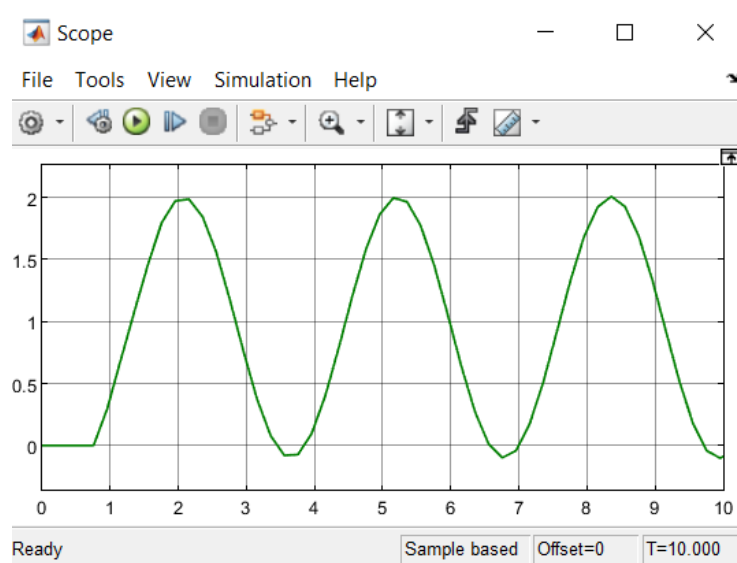 Scope
File Tools View Simulation Help
2
1.5
1
0.5
0
0 1 2 3 4 5 6 7 8 9 10
Ready Sample based Offset=0 T=10.000